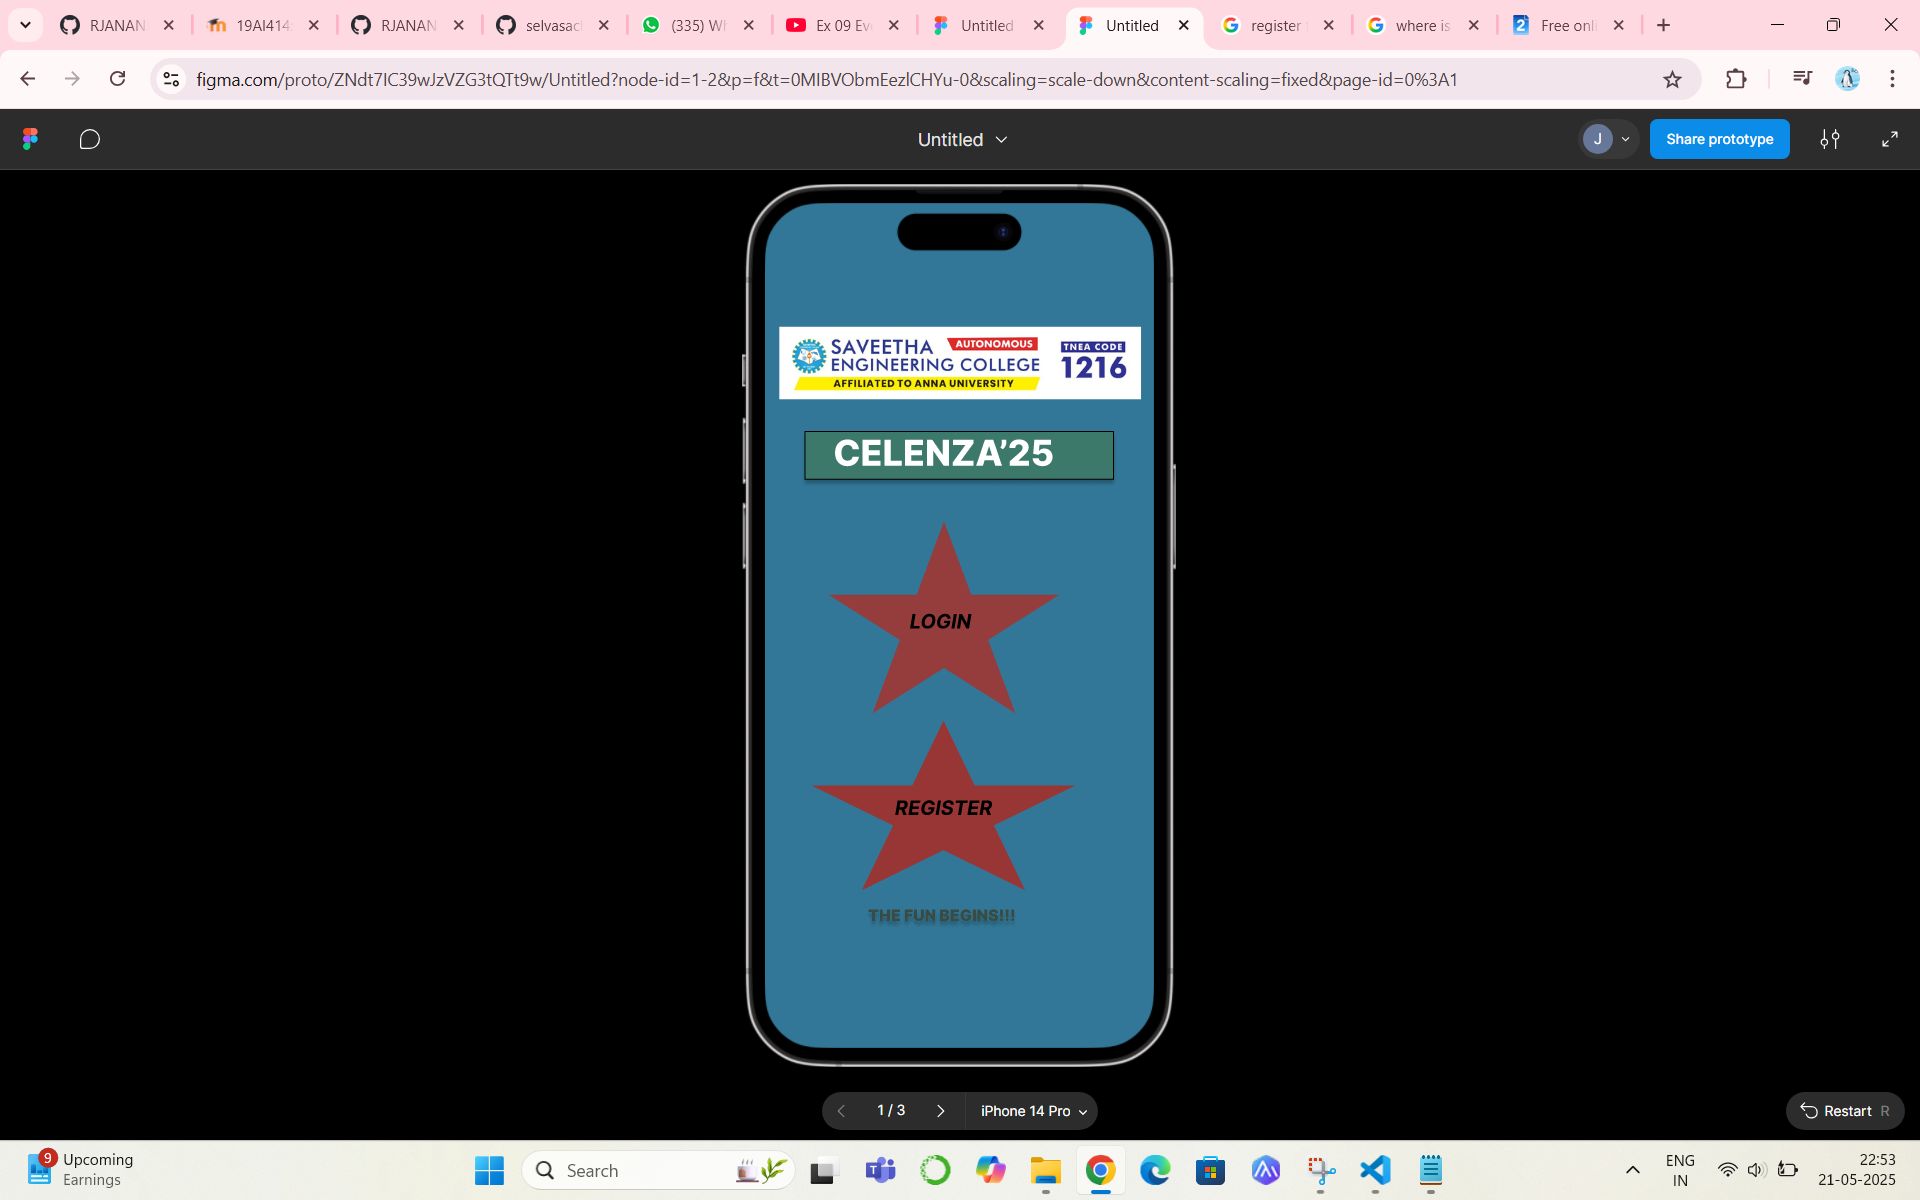 RJANAN
19AI414
RJANAN
selvasac
(335) Wh
Ex 09 Eve
Untitled
Untitled
register
where is
Free onli
figma.com/proto/ZNdt7IC39wJzVZG3tQTt9w/Untitled?node-id=1-2&p=f&t=0MIBVObmEezlCHYu-0&scaling=scale-down&content-scaling=fixed&page-id=0%3A1
Untitled
J
Share prototype
SAVEETHA AUTONOMOUS
ENGINEERING COLLEGE
AFFILIATED TO ANNA UNIVERSITY
TNEA CODE
1216
CELENZA’25
LOGIN
REGISTER
THE FUN BEGINS!!!
1 / 3
iPhone 14 Pro
Restart R
9
Upcoming
Earnings
Search
ENG
IN
22:53
21-05-2025